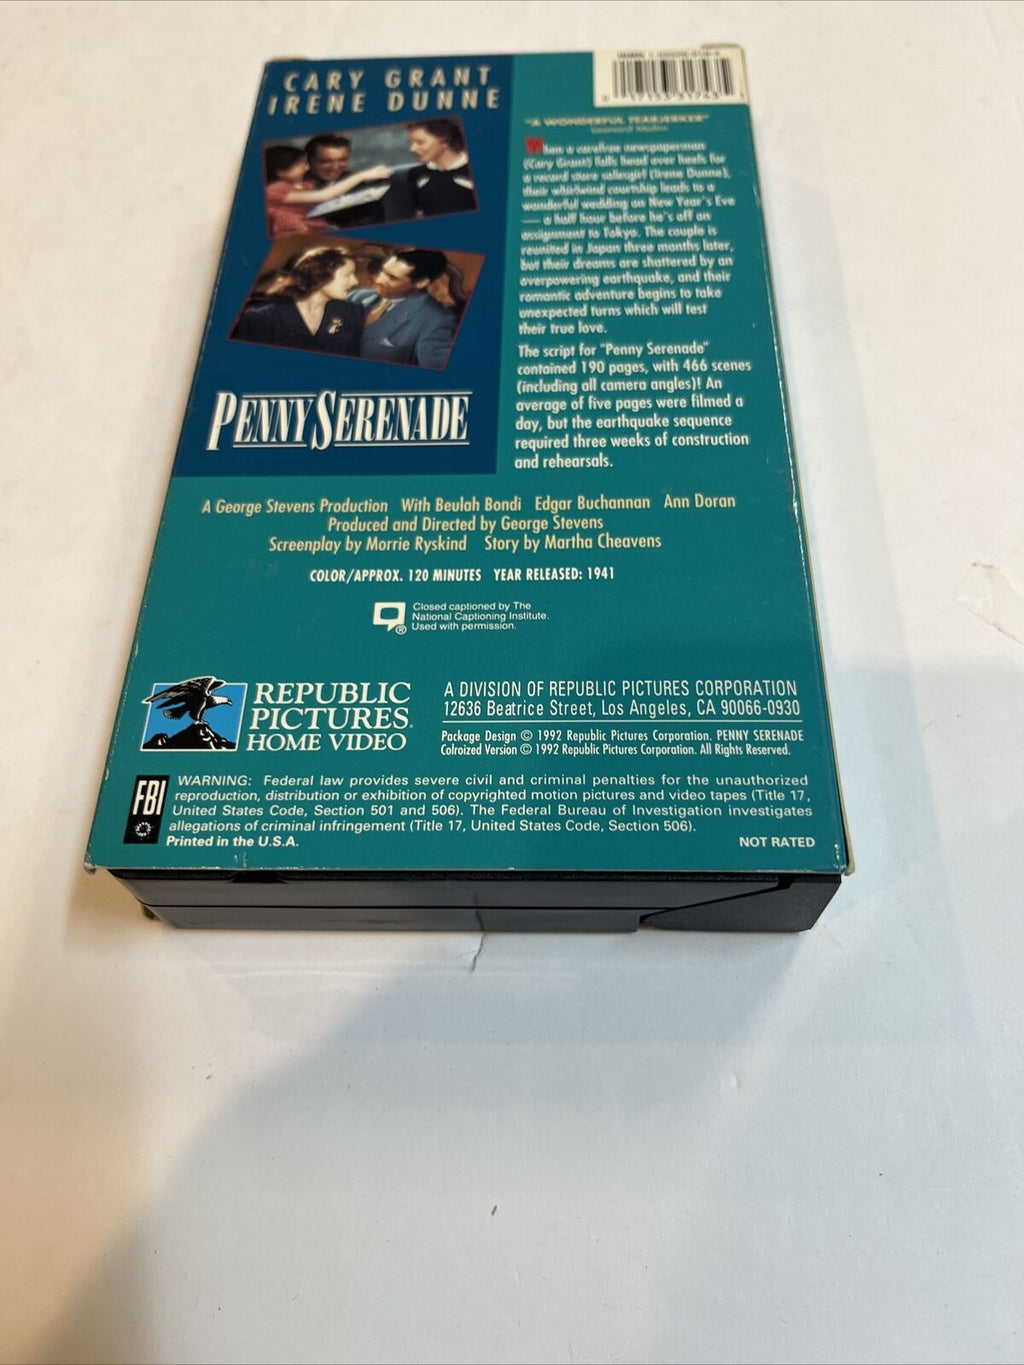 CARY GRANT
IRENE DUNNE
"A WONDERFUL TEARJERKER"
Leonard Maltin
When a carefree newspaperman
(Cary Grant) falls head over heels for
a record store salesgirl (Irene Dunne),
their whirlwind courtship leads to a
wonderful wedding on New Year's Eve
— a half hour before he's off on
assignment to Tokyo. The couple is
reunited in Japan three months later,
but their dreams are shattered by an
overpowering earthquake, and their
romantic adventure begins to take
unexpected turns which will test
their true love.
The script for "Penny Serenade"
contained 190 pages, with 466 scenes
(including all camera angles)! An
average of five pages were filmed a
day, but the earthquake sequence
required three weeks of construction
and rehearsals.
PENNY SERENADE
A George Stevens Production With Beulah Bondi Edgar Buchannan Ann Doran
Produced and Directed by George Stevens
Screenplay by Morrie Ryskind Story by Martha Cheavens
COLOR/APPROX. 120 MINUTES YEAR RELEASED: 1941
Closed captioned by The
National Captioning Institute.
® Used with permission.
REPUBLIC
PICTURES®
HOME VIDEO
A DIVISION OF REPUBLIC PICTURES CORPORATION
12636 Beatrice Street, Los Angeles, CA 90066-0930
Package Design © 1992 Republic Pictures Corporation. PENNY SERENADE
Colroized Version © 1992 Republic Pictures Corporation. All Rights Reserved.
FBI
WARNING: Federal law provides severe civil and criminal penalties for the unauthorized
reproduction, distribution or exhibition of copyrighted motion pictures and video tapes (Title 17,
United States Code, Section 501 and 506). The Federal Bureau of Investigation investigates
allegations of criminal infringement (Title 17, United States Code, Section 506).
Printed in the U.S.A.
NOT RATED